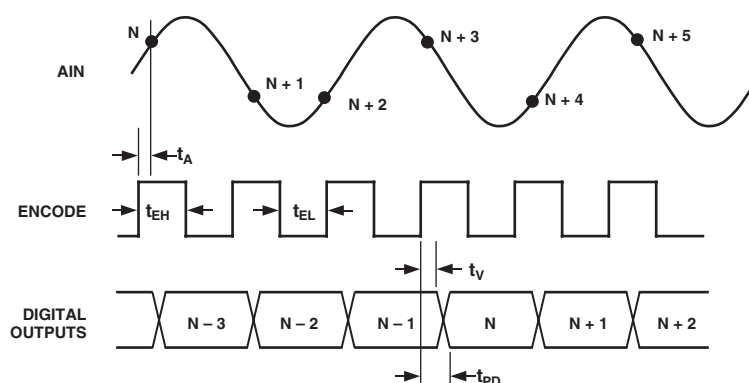 N
N + 3
N + 5
AIN
N + 1
N + 2
N + 4
tA
ENCODE
tEH
tEL
tV
DIGITAL
OUTPUTS
N – 3
N – 2
N – 1
N
N + 1
N + 2
tPD